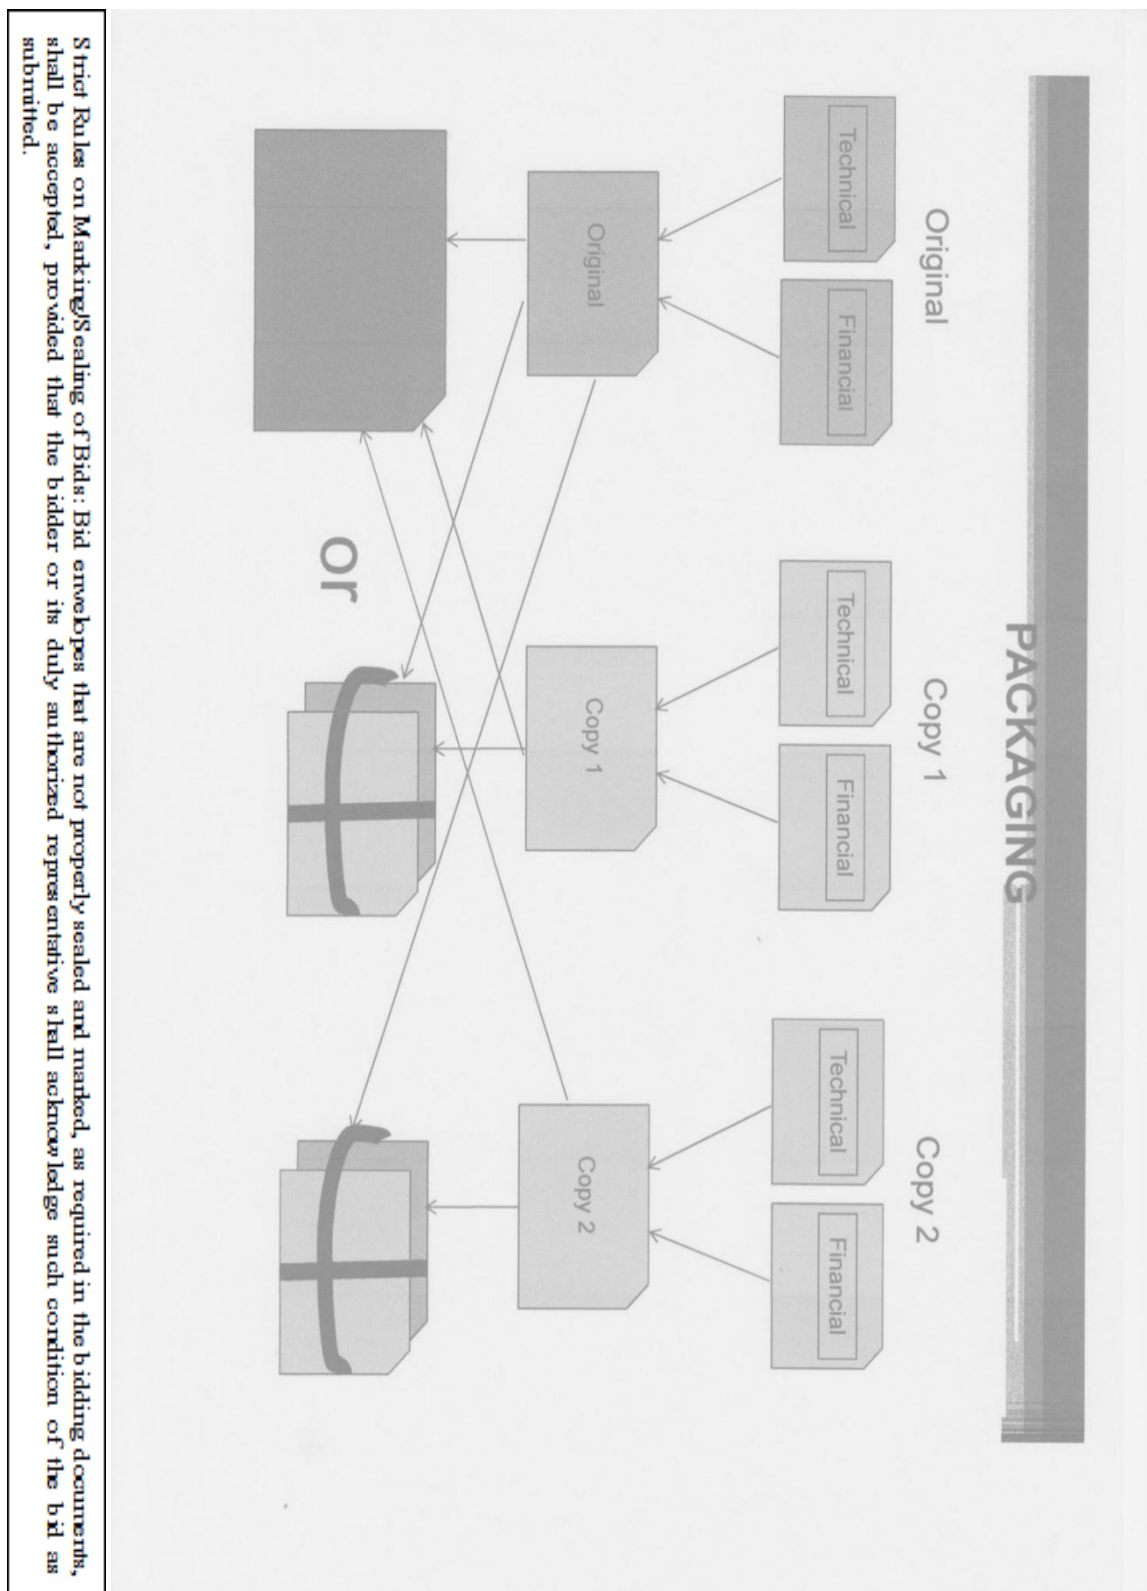 PACKAGING
Original
Copy 1
Copy 2
Technical
Financial
Technical
Financial
Technical
Financial
Original
Copy 1
Copy 2
Or
Strict Rules on Marking/Sealing of Bids: Bid envelopes that are not properly sealed and marked, as required in the bidding documents,
shall be accepted, provided that the bidder or its duly authorized representative shall acknowledge such condition of the bid as
submitted.